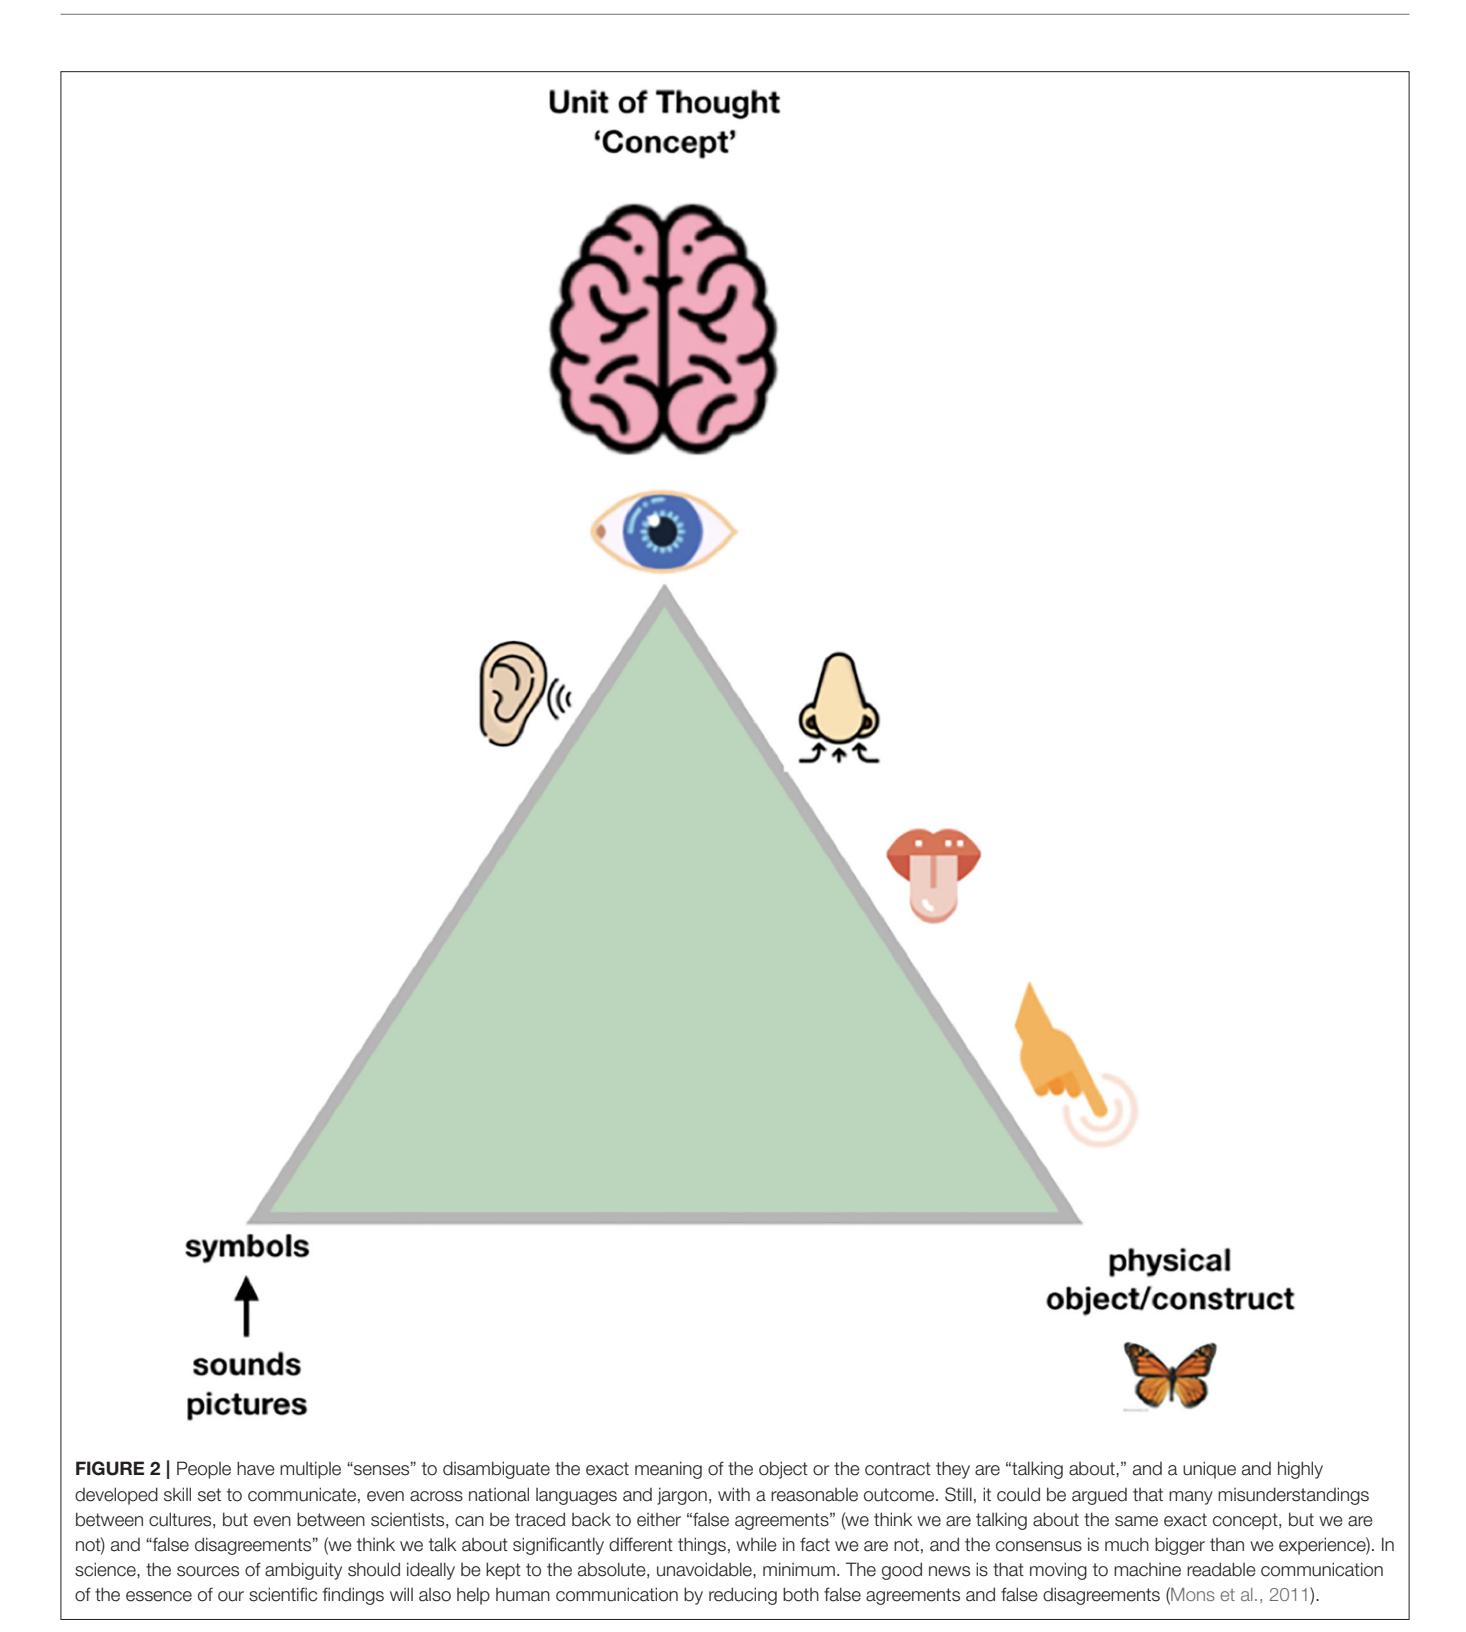 Unit of Thought
‘Concept’
symbols
sounds
pictures
physical
object/construct
FIGURE 2 | People have multiple “senses” to disambiguate the exact meaning of the object or the contract they are “talking about,” and a unique and highly
developed skill set to communicate, even across national languages and jargon, with a reasonable outcome. Still, it could be argued that many misunderstandings
between cultures, but even between scientists, can be traced back to either “false agreements” (we think we are talking about the same exact concept, but we are
not) and “false disagreements” (we think we talk about significantly different things, while in fact we are not, and the consensus is much bigger than we experience). In
science, the sources of ambiguity should ideally be kept to the absolute, unavoidable, minimum. The good news is that moving to machine readable communication
of the essence of our scientific findings will also help human communication by reducing both false agreements and false disagreements (Mons et al., 2011).